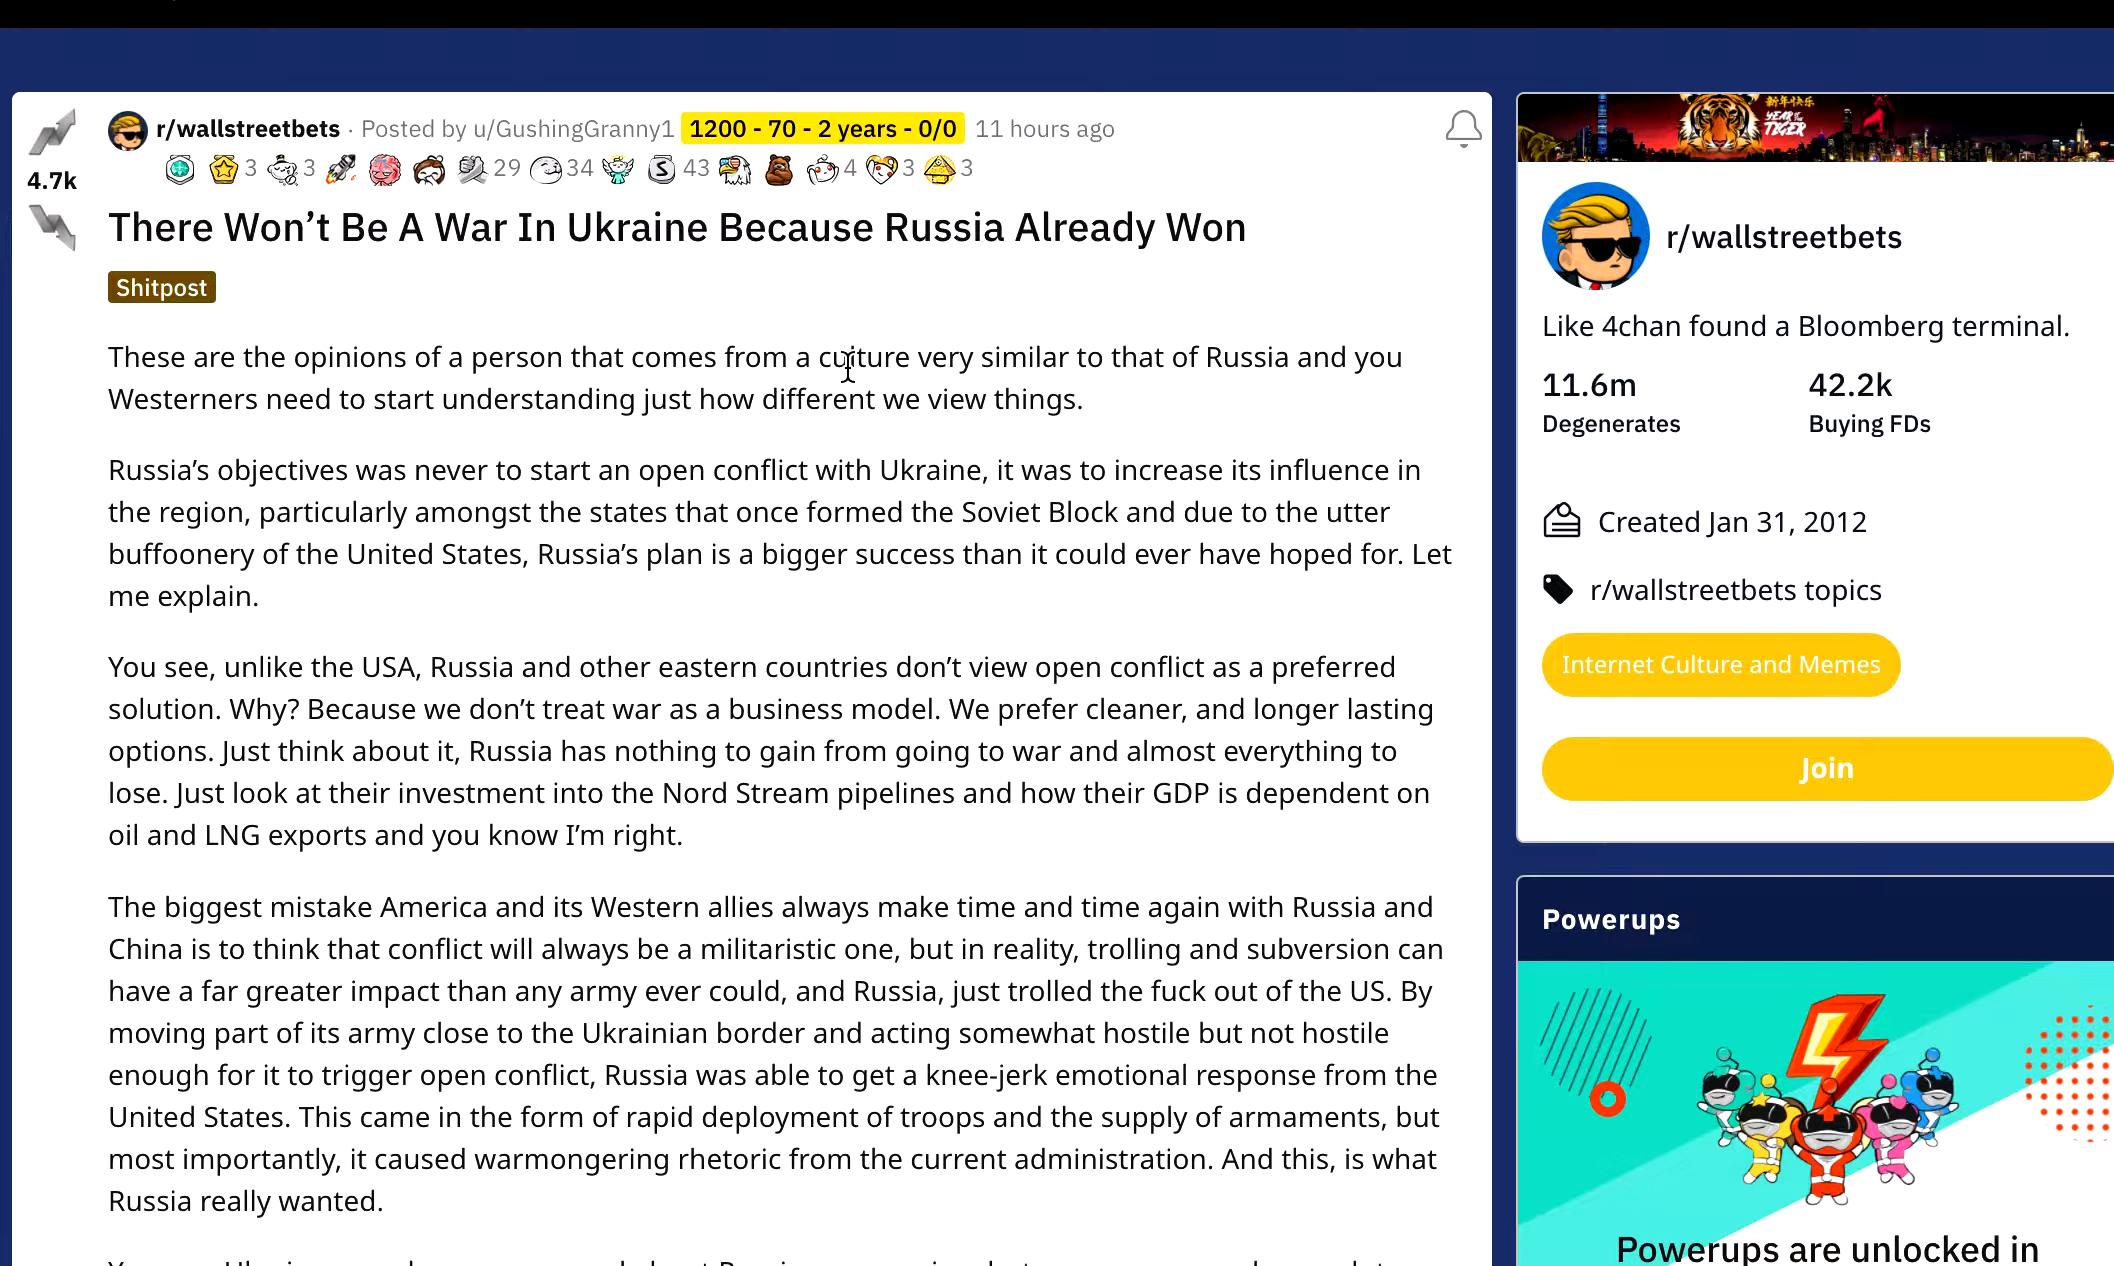 r/wallstreetbets · Posted by u/GushingGranny1 1200 - 70 - 2 years - 0/0 11 hours ago
3 3 29 34 S 43 4 3 3
4.7k
There Won’t Be A War In Ukraine Because Russia Already Won
Shitpost
These are the opinions of a person that comes from a culture very similar to that of Russia and you
Westerners need to start understanding just how different we view things.
Russia’s objectives was never to start an open conflict with Ukraine, it was to increase its influence in
the region, particularly amongst the states that once formed the Soviet Block and due to the utter
buffoonery of the United States, Russia’s plan is a bigger success than it could ever have hoped for. Let
me explain.
You see, unlike the USA, Russia and other eastern countries don’t view open conflict as a preferred
solution. Why? Because we don’t treat war as a business model. We prefer cleaner, and longer lasting
options. Just think about it, Russia has nothing to gain from going to war and almost everything to
lose. Just look at their investment into the Nord Stream pipelines and how their GDP is dependent on
oil and LNG exports and you know I’m right.
The biggest mistake America and its Western allies always make time and time again with Russia and
China is to think that conflict will always be a militaristic one, but in reality, trolling and subversion can
have a far greater impact than any army ever could, and Russia, just trolled the fuck out of the US. By
moving part of its army close to the Ukrainian border and acting somewhat hostile but not hostile
enough for it to trigger open conflict, Russia was able to get a knee-jerk emotional response from the
United States. This came in the form of rapid deployment of troops and the supply of armaments, but
most importantly, it caused warmongering rhetoric from the current administration. And this, is what
Russia really wanted.
新年快乐
YEAR THE
TIGER
r/wallstreetbets
Like 4chan found a Bloomberg terminal.
11.6m 42.2k
Degenerates Buying FDs
Created Jan 31, 2012
r/wallstreetbets topics
Internet Culture and Memes
Join
Powerups
Powerups are unlocked in